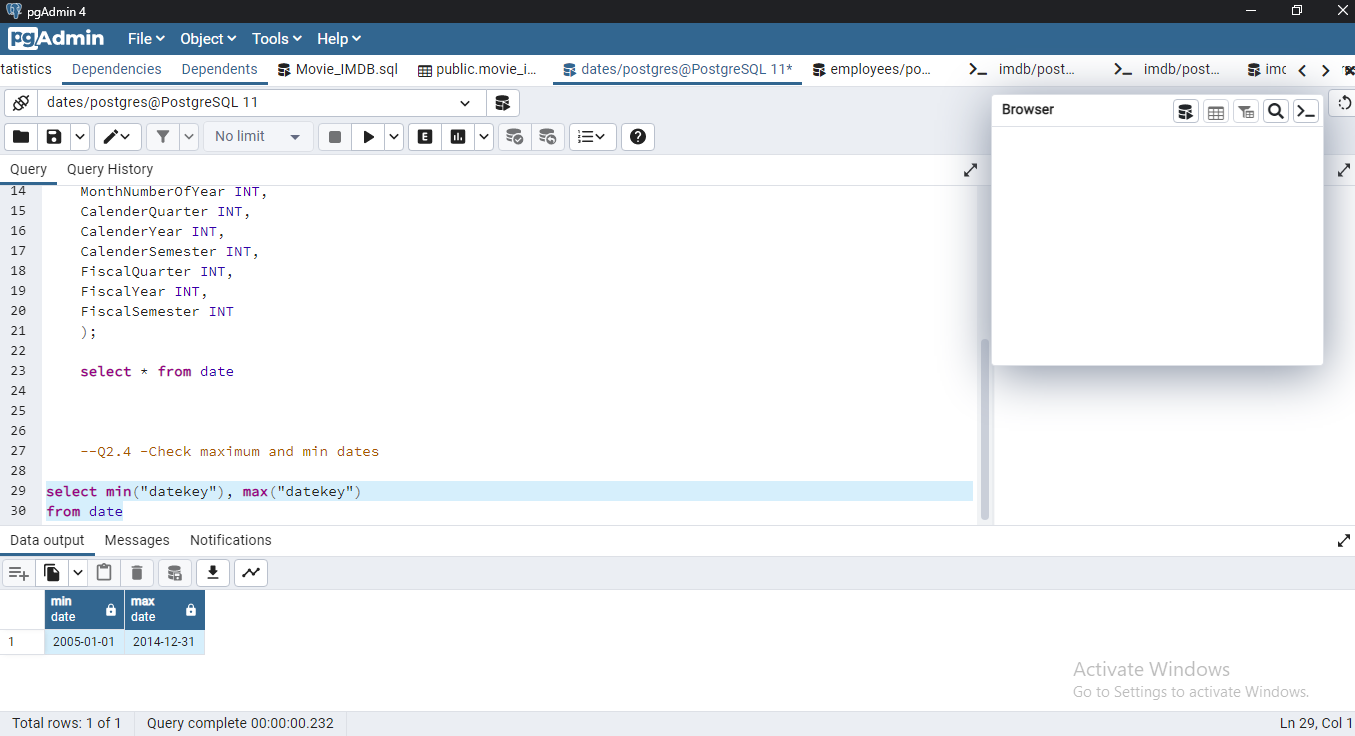 pgAdmin 4
pgAdmin File Object Tools Help
tatistics Dependencies Dependents Movie_IMDB.sql public.movie_i... dates/postgres@PostgreSQL 11* employees/po... imdb/post... imdb/post... imc
dates/postgres@PostgreSQL 11
Browser
No limit
E
Query Query History
14 MonthNumberOfYear INT,
15 CalenderQuarter INT,
16 CalenderYear INT,
17 CalenderSemester INT,
18 FiscalQuarter INT,
19 FiscalYear INT,
20 FiscalSemester INT
21 );
22
23 select * from date
24
25
26
27 --Q2.4 -Check maximum and min dates
28
29 select min("datekey"), max("datekey")
30 from date
Data output Messages Notifications
min max
date date
1 2005-01-01 2014-12-31
Activate Windows
Go to Settings to activate Windows.
Total rows: 1 of 1 Query complete 00:00:00.232 Ln 29, Col 1